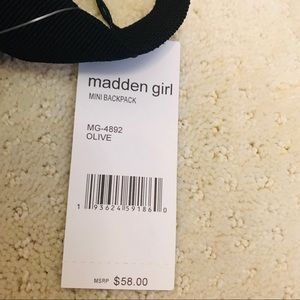 madden girl
MINI BACKPACK
MG-4892
OLIVE
1 93624 59186 0
MSRP $58.00